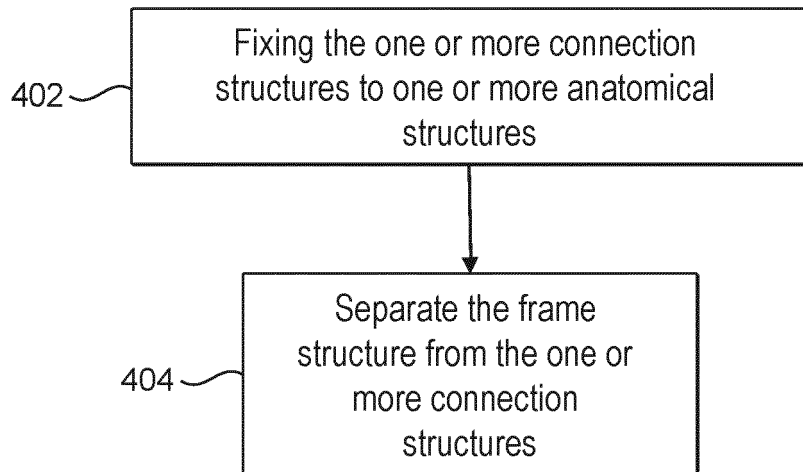 Fixing the one or more connection
structures to one or more anatomical
structures
402
Separate the frame
structure from the one or
more connection
structures
404